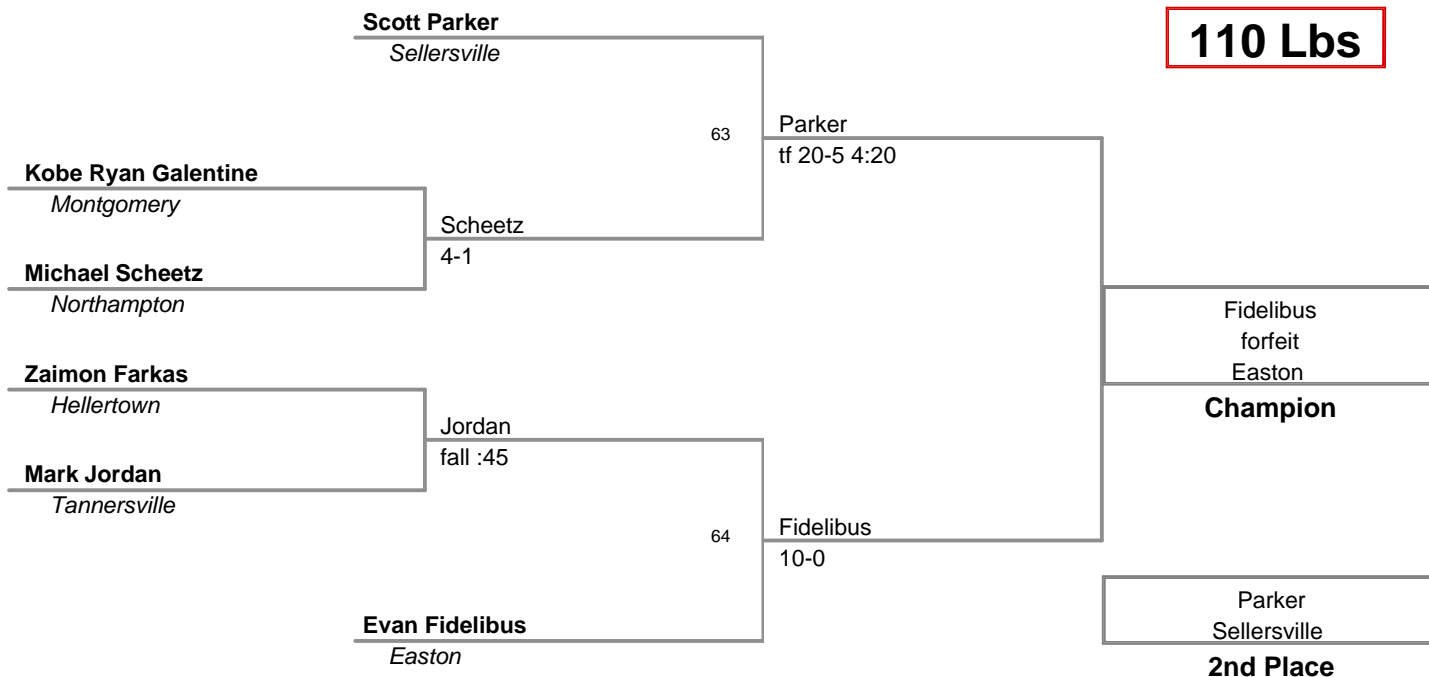 Scott Parker
Sellersville
110 Lbs
63
Parker
tf 20-5 4:20
Kobe Ryan Galentine
Montgomery
Scheetz
4-1
Michael Scheetz
Northampton
Fidelibus
forfeit
Easton
Champion
Zaimon Farkas
Hellertown
Jordan
fall :45
Mark Jordan
Tannersville
64
Fidelibus
10-0
Evan Fidelibus
Easton
Parker
Sellersville
2nd Place